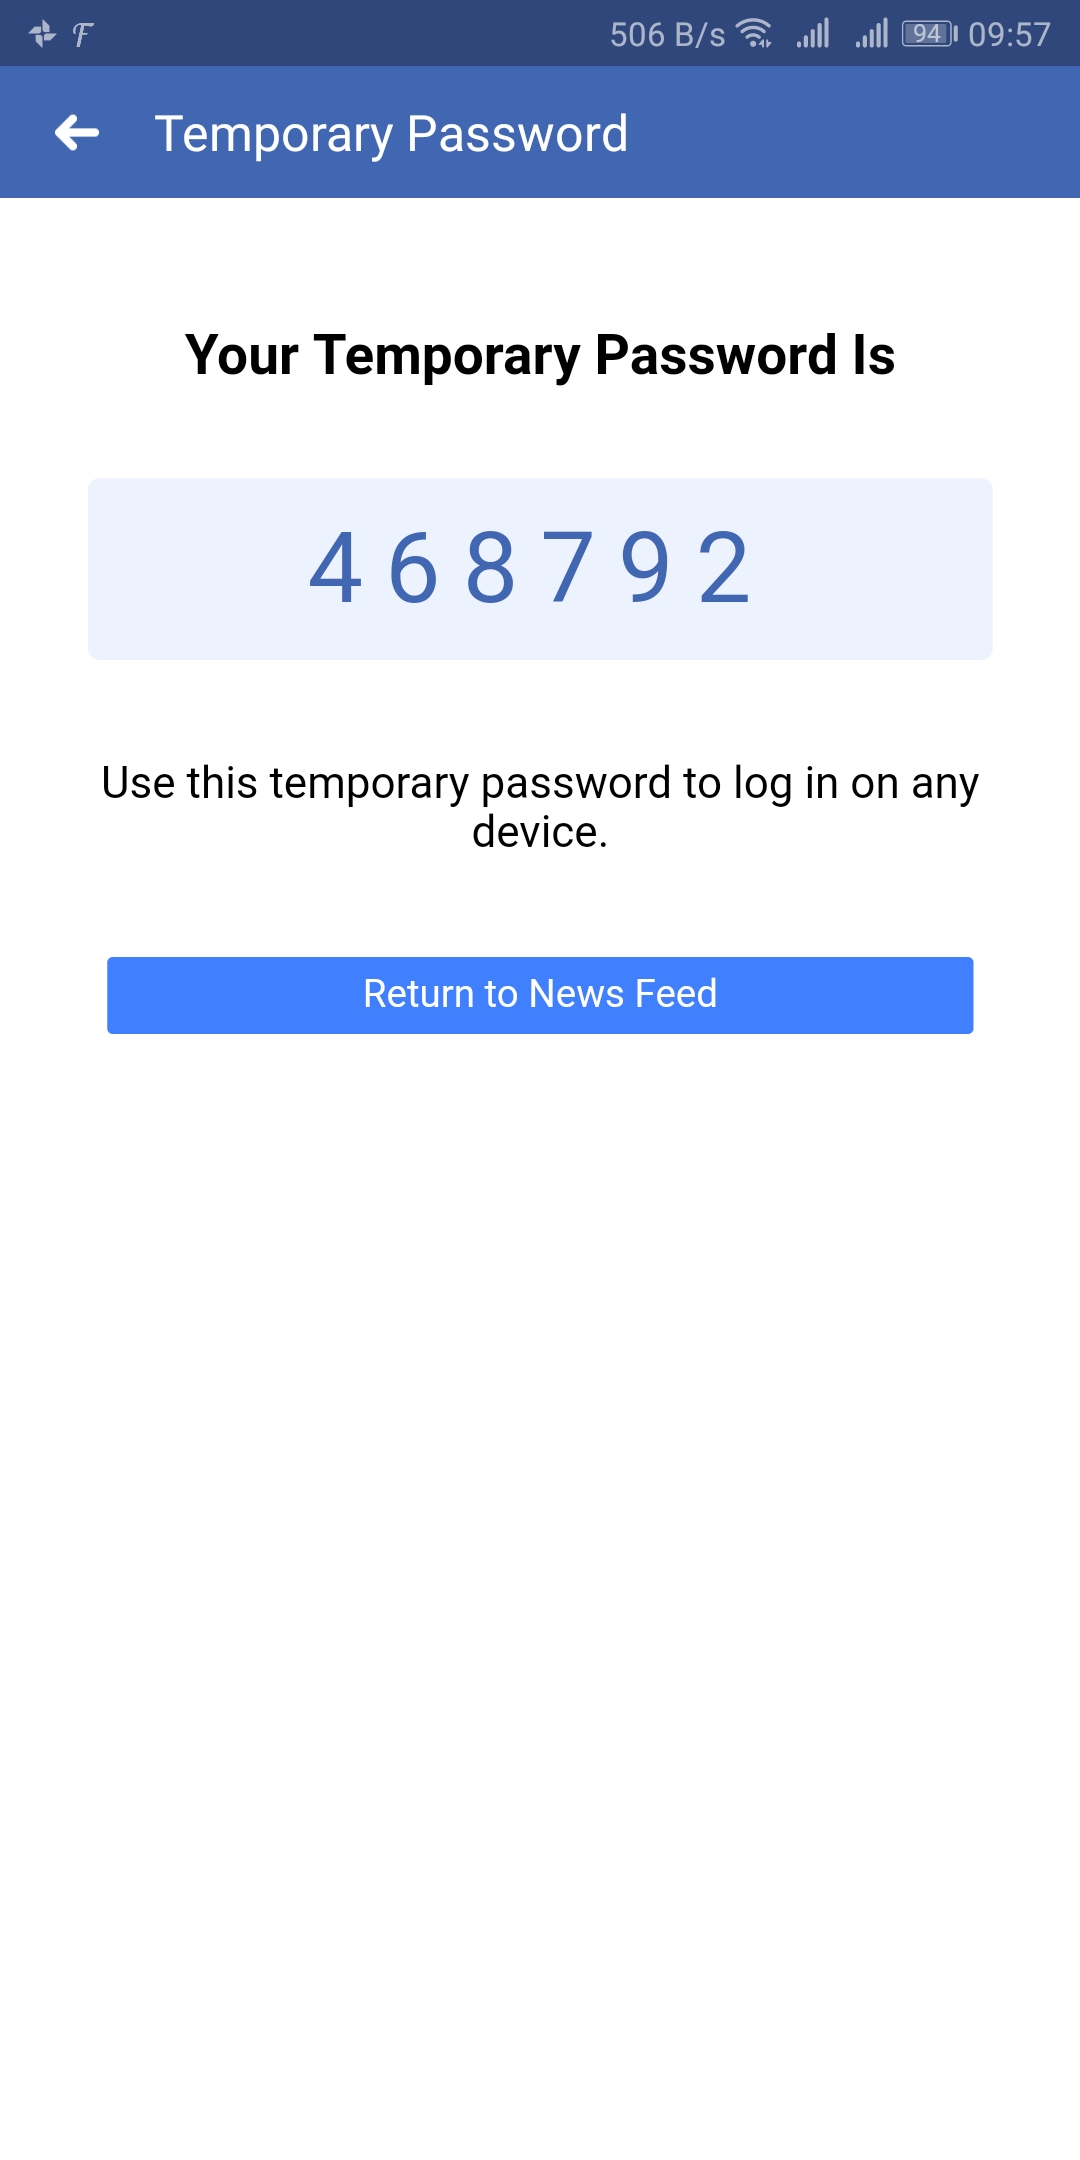 F 506 B/s 94 09:57
Temporary Password
Your Temporary Password Is
4 6 8 7 9 2
Use this temporary password to log in on any
device.
Return to News Feed